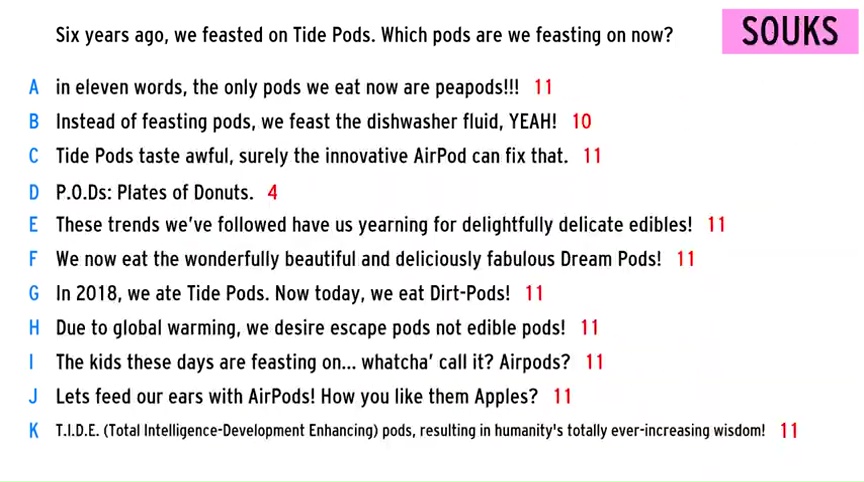 Six years ago, we feasted on Tide Pods. Which pods are we feasting on now?
SOUKS
A in eleven words, the only pods we eat now are peapods!!! 11
B Instead of feasting pods, we feast the dishwasher fluid, YEAH! 10
C Tide Pods taste awful, surely the innovative AirPod can fix that. 11
D P.O.Ds: Plates of Donuts. 4
E These trends we've followed have us yearning for delightfully delicate edibles! 11
F We now eat the wonderfully beautiful and deliciously fabulous Dream Pods! 11
G In 2018, we ate Tide Pods. Now today, we eat Dirt-Pods! 11
H Due to global warming, we desire escape pods not edible pods! 11
I The kids these days are feasting on... whatcha' call it? Airpods? 11
J Lets feed our ears with AirPods! How you like them Apples? 11
K T.I.D.E. (Total Intelligence-Development Enhancing) pods, resulting in humanity's totally ever-increasing wisdom! 11